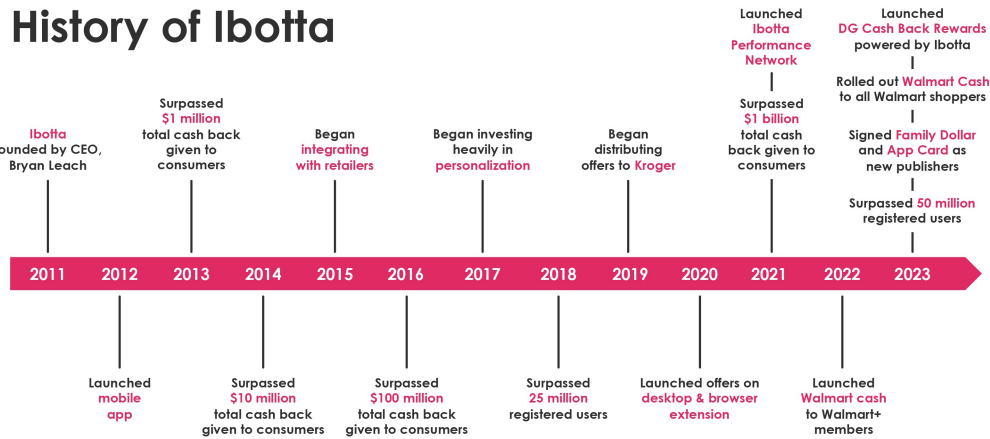 History of Ibotta
Ibotta
ounded by CEO,
Bryan Leach
Surpassed
$1 million
total cash back
given to
consumers
Began
integrating
with retailers
Began investing
heavily in
personalization
Began
distributing
offers to Kroger
Launched
Ibotta
Performance
Network
Surpassed
$1 billion
total cash
back given to
consumers
Launched
DG Cash Back Rewards
powered by Ibotta
Rolled out Walmart Cash
to all Walmart shoppers
Signed Family Dollar
and App Card as
new publishers
Surpassed 50 million
registered users
2011 2012 2013 2014 2015 2016 2017 2018 2019 2020 2021 2022 2023
Launched
mobile
app
Surpassed
$10 million
total cash back
given to consumers
Surpassed
$100 million
total cash back
given to consumers
Surpassed
25 million
registered users
Launched offers on
desktop & browser
extension
Launched
Walmart cash
to Walmart+
members